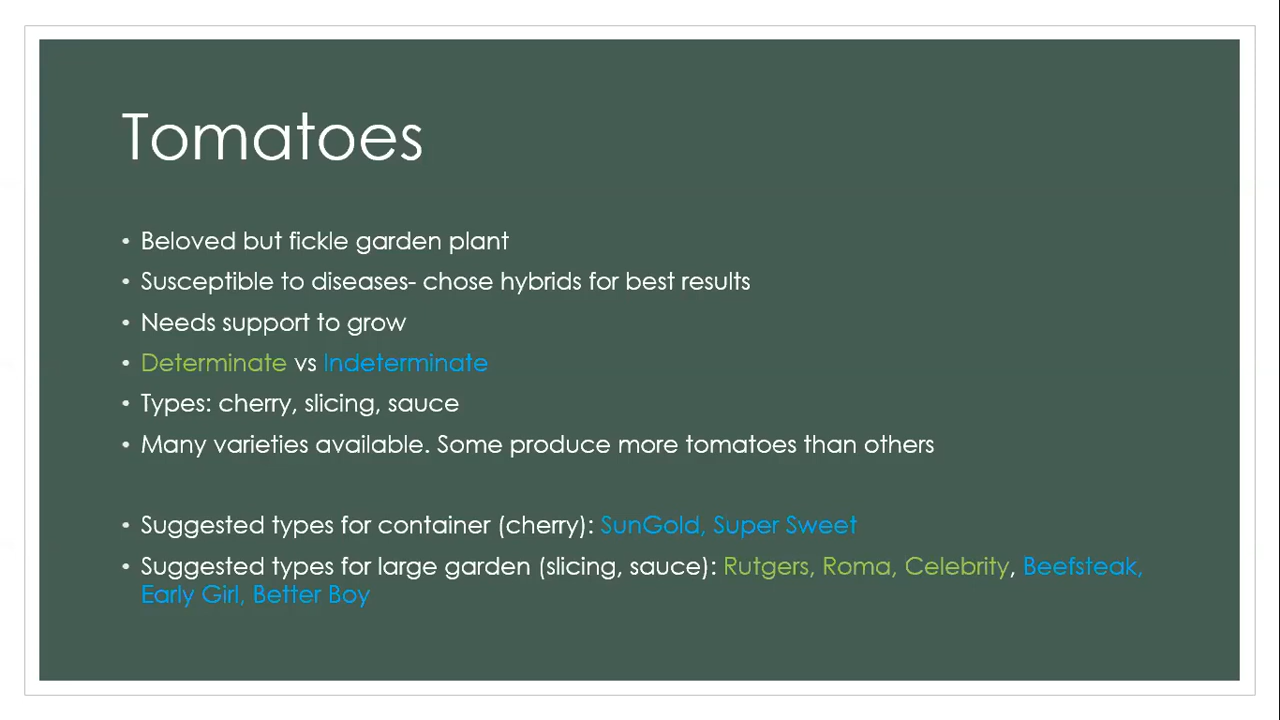 Tomatoes
• Beloved but fickle garden plant
• Susceptible to diseases- chose hybrids for best results
• Needs support to grow
• Determinate vs Indeterminate
• Types: cherry, slicing, sauce
• Many varieties available. Some produce more tomatoes than others
• Suggested types for container (cherry): SunGold, Super Sweet
• Suggested types for large garden (slicing, sauce): Rutgers, Roma, Celebrity, Beefsteak,
Early Girl, Better Boy